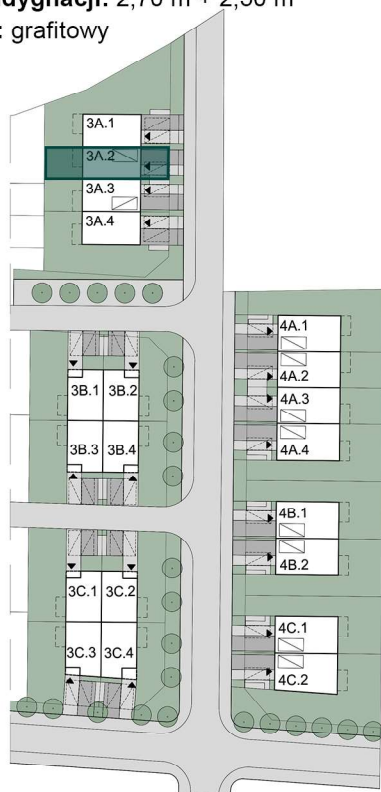 dygnacji: 2,70 m + 2,50 m
: grafitowy
3A.1
3A.2
3A.3
3A.4
4A.1
4A.2
4A.3
4A.4
3B.1 3B.2
3B.3 3B.4
4B.1
4B.2
3C.1 3C.2
3C.3 3C.4
4C.1
4C.2